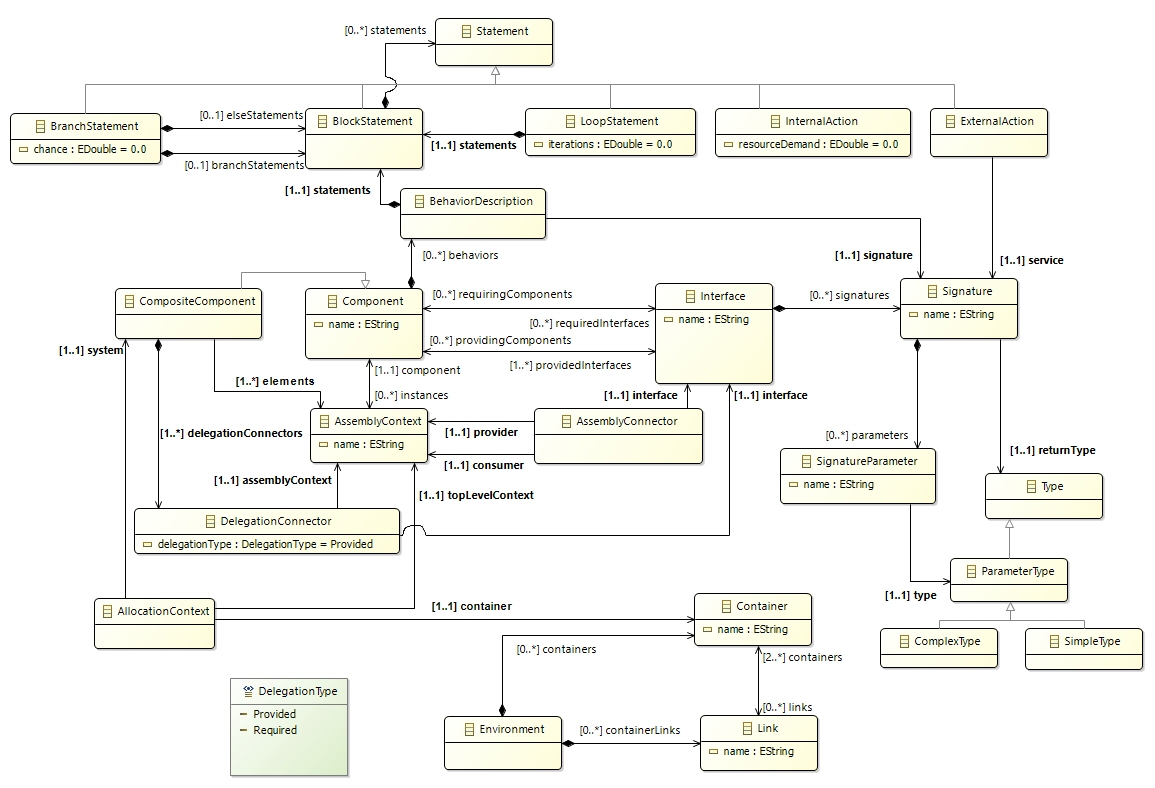 [0..*] statements
Statement
BranchStatement
chance : EDouble = 0.0
[0..1] elseStatements
[0..1] branchStatements
BlockStatement
[1..1] statements
LoopStatement
iterations : EDouble = 0.0
InternalAction
resourceDemand : EDouble = 0.0
ExternalAction
[1..1] statements
BehaviorDescription
[0..*] behaviors
[1..1] signature
[1..1] service
CompositeComponent
Component
name : EString
[0..*] requiringComponents
[0..*] requiredInterfaces
[0..*] providingComponents
[1..*] providedInterfaces
Interface
name : EString
[0..*] signatures
Signature
name : EString
[1..1] system
[1..*] elements
[1..1] component
[0..*] instances
[1..1] interface
[1..1] interface
AssemblyContext
name : EString
[1..1] provider
[1..1] consumer
AssemblyConnector
[1..*] delegationConnectors
[0..*] parameters
[1..1] returnType
SignatureParameter
name : EString
Type
[1..1] assemblyContext
[1..1] topLevelContext
DelegationConnector
delegationType : DelegationType = Provided
ParameterType
[1..1] type
AllocationContext
[1..1] container
Container
name : EString
ComplexType
SimpleType
[0..*] containers
[2..*] containers
DelegationType
Provided
Required
[0..*] links
Environment
[0..*] containerLinks
Link
name : EString